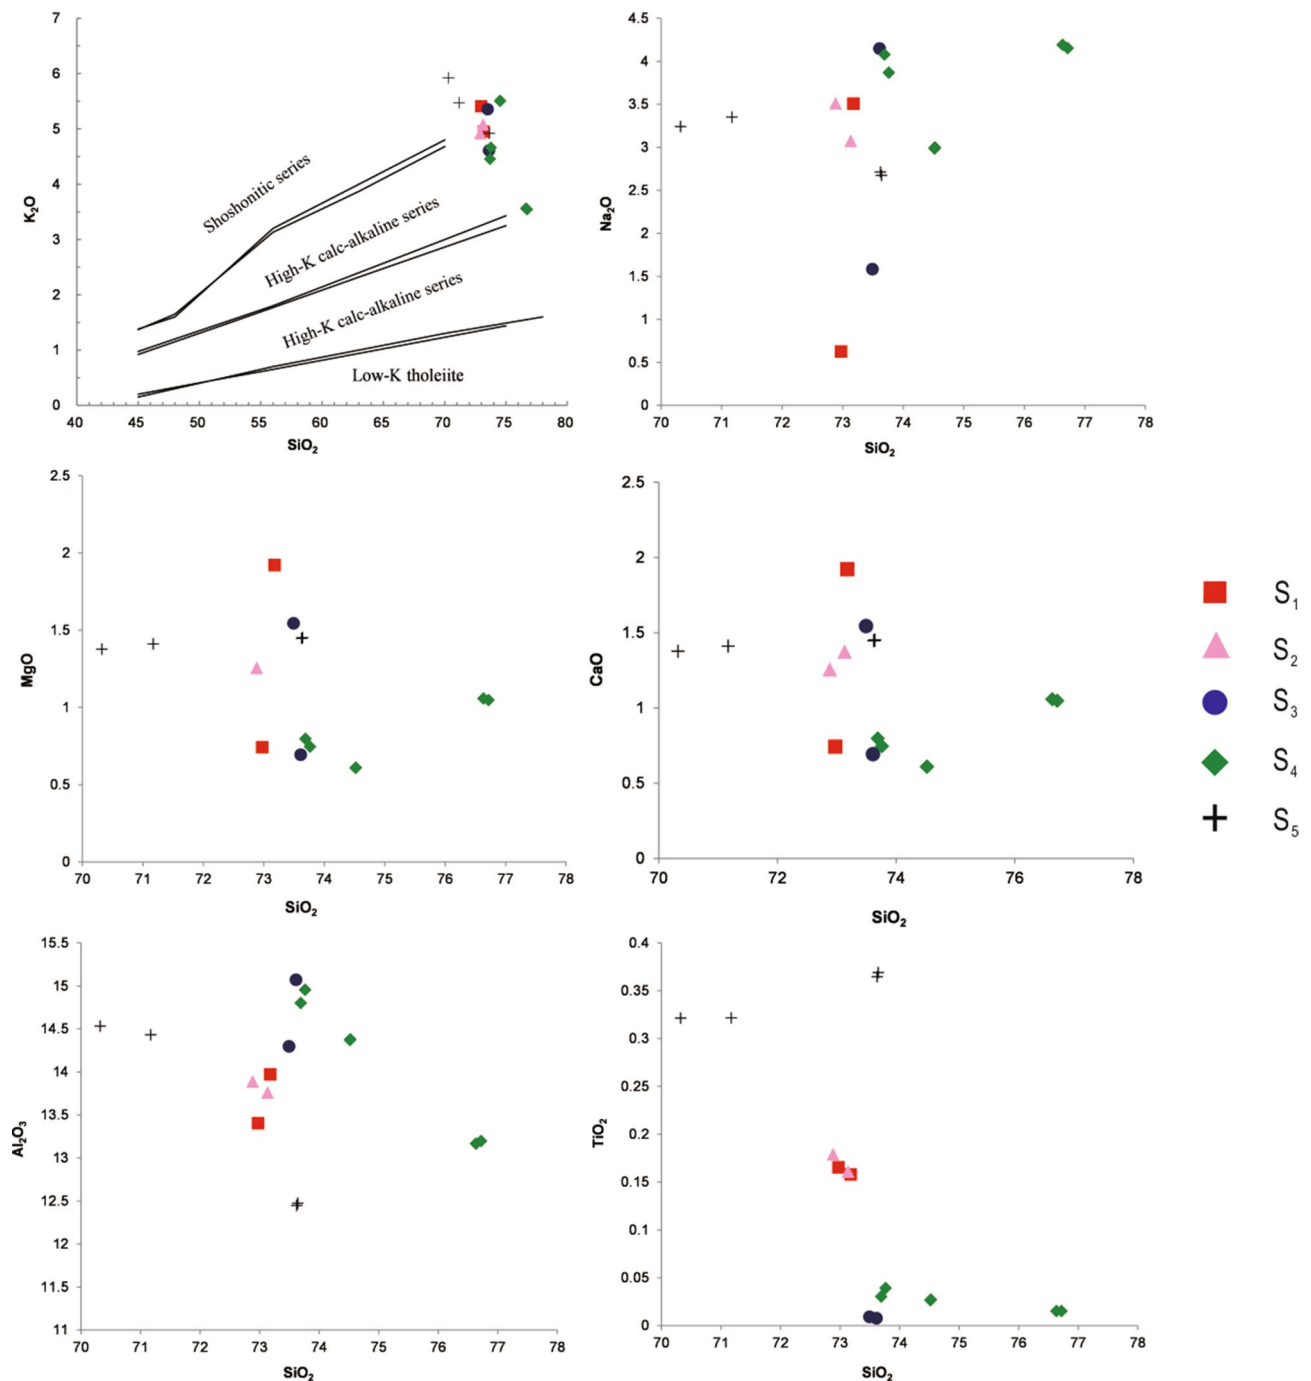 7
6
5
4
3
2
1
0
K₂O
Shoshonitic series
High-K calc-alkaline series
High-K calc-alkaline series
Low-K tholeiite
40 45 50 55 60 65 70 75 80
SiO₂
4.5
4
3.5
3
2.5
2
1.5
1
0.5
0
Na₂O
70 71 72 73 74 75 76 77 78
SiO₂
2.5
2
1.5
1
0.5
0
MgO
70 71 72 73 74 75 76 77 78
SiO₂
2.5
2
1.5
1
0.5
0
CaO
70 72 74 76 78
SiO₂
S₁
S₂
S₃
S₄
S₅
15.5
15
14.5
14
13.5
13
12.5
12
11.5
11
Al₂O₃
70 71 72 73 74 75 76 77 78
SiO₂
0.4
0.35
0.3
0.25
0.2
0.15
0.1
0.05
0
TiO₂
70 71 72 73 74 75 76 77 78
SiO₂